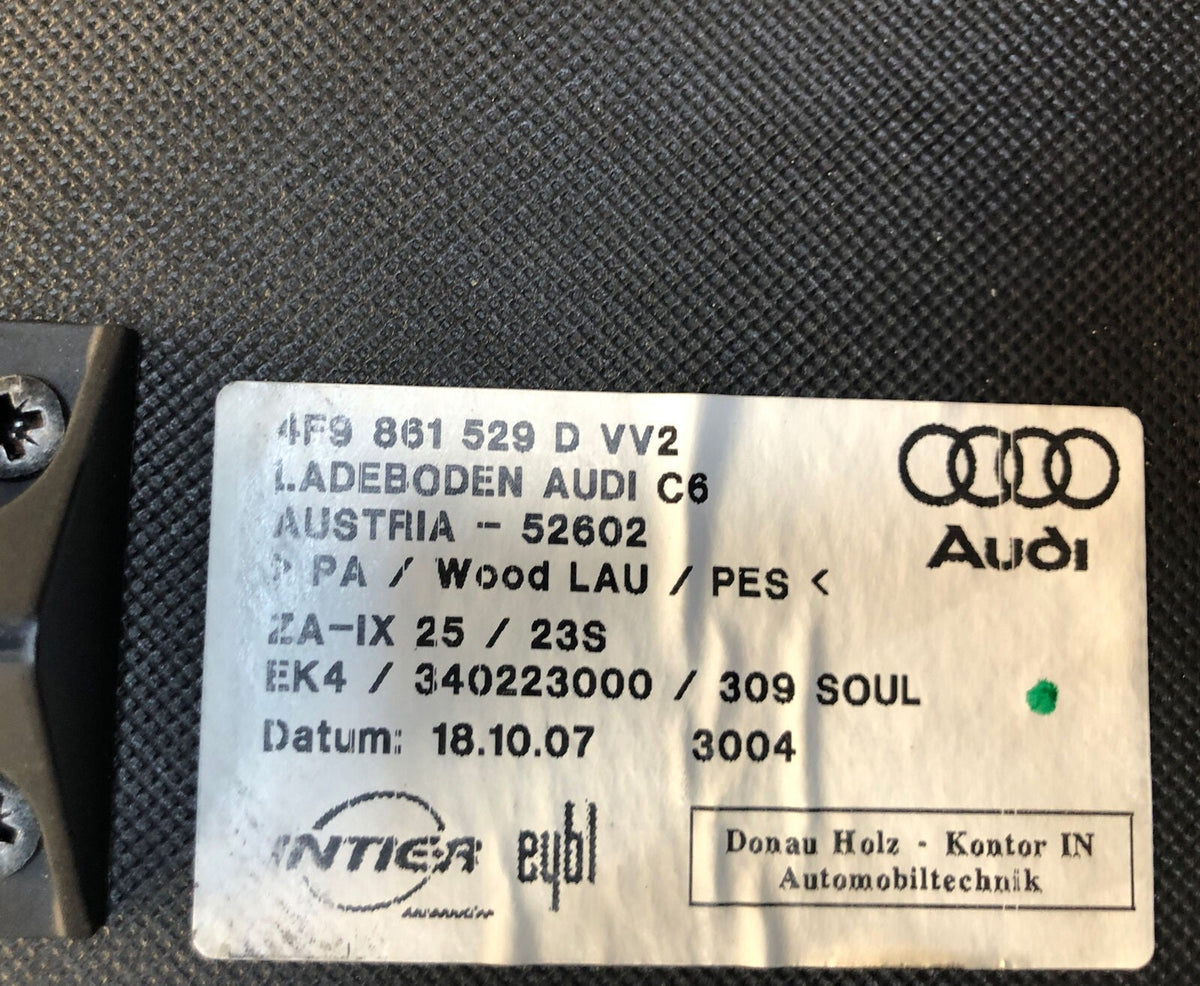 4F9 861 529 D VV2
LADEBODEN AUDI C6
AUSTRIA - 52602
> PA / Wood LAU / PES <
ZA-IX 25 / 23S
EK4 / 340223000 / 309 SOUL
Datum: 18.10.07 3004
Audi
INTIER
eybl
Donau Holz - Kontor IN
Automobiltechnik